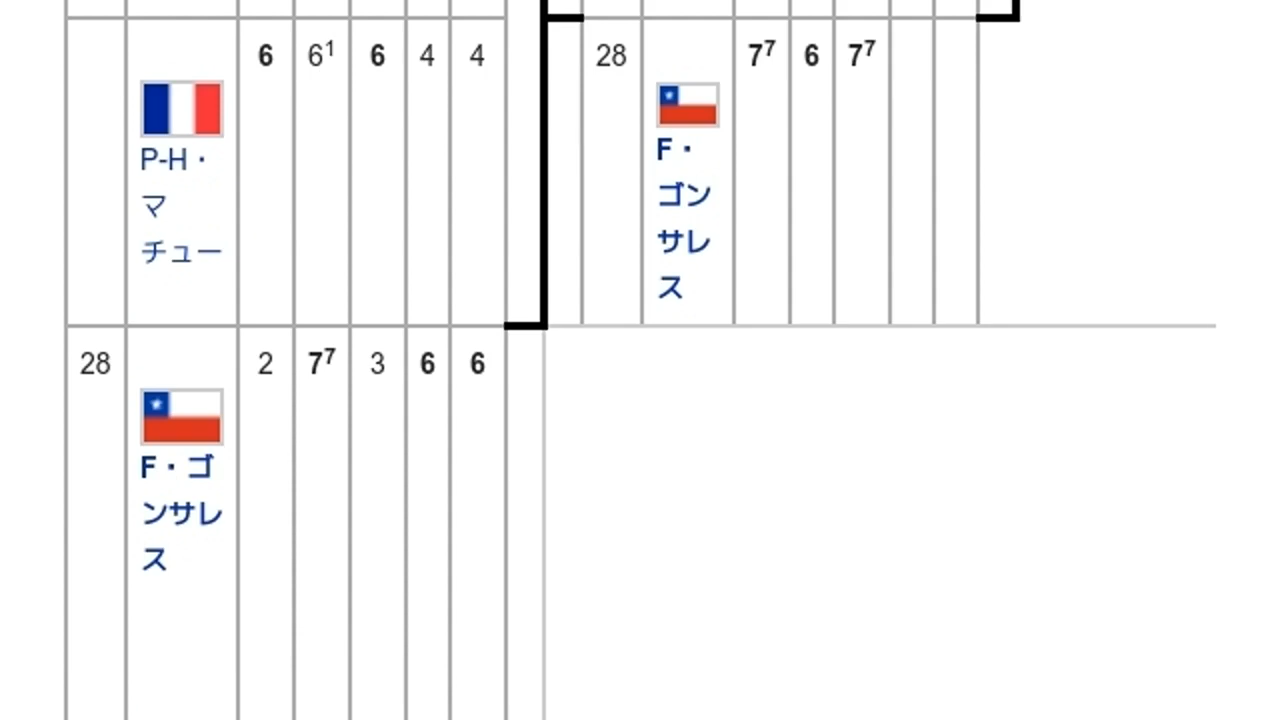 6 6¹ 6 4 4
P-H・
マ
チュー
28 7⁷ 6 7⁷
F・
ゴン
サレ
ス
28 2 7⁷ 3 6 6
F・ゴ
ンサレ
ス